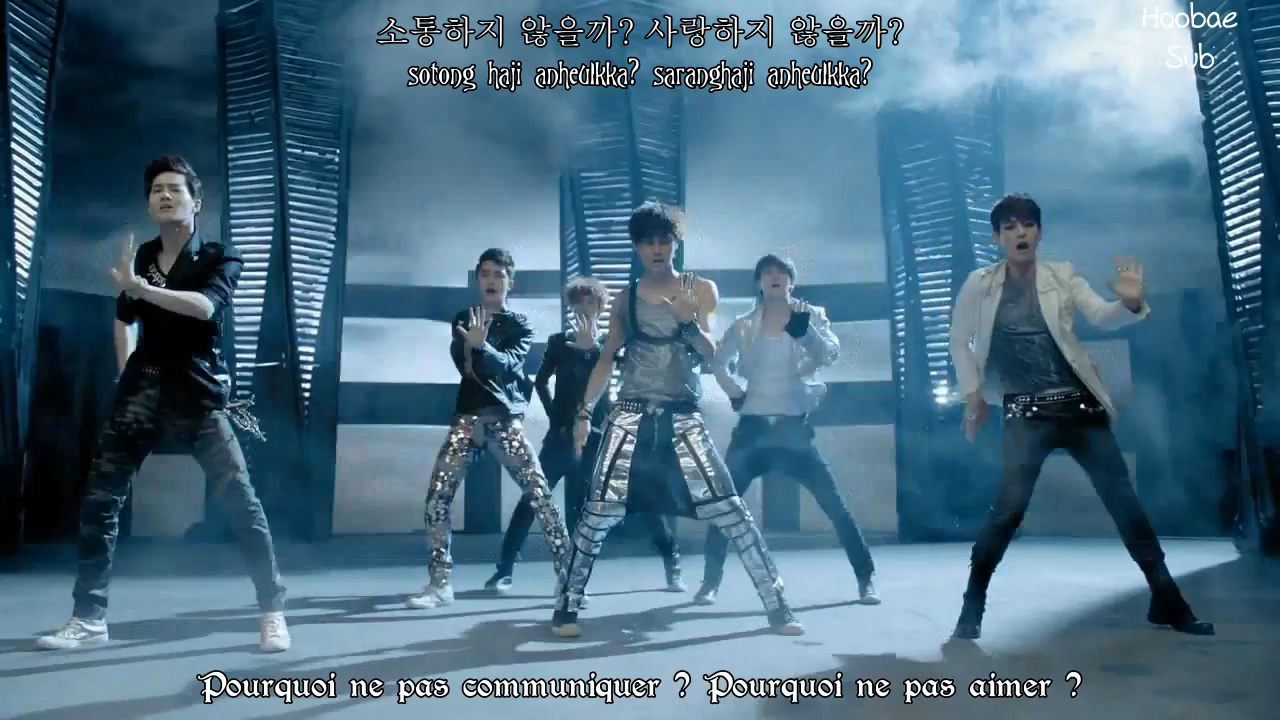 소통하지 않을까? 사랑하지 않을까?
sotong haji anheulkka? saranghaji anheulkka?
Hoobae
Sub
Pourquoi ne pas communiquer ? Pourquoi ne pas aimer ?